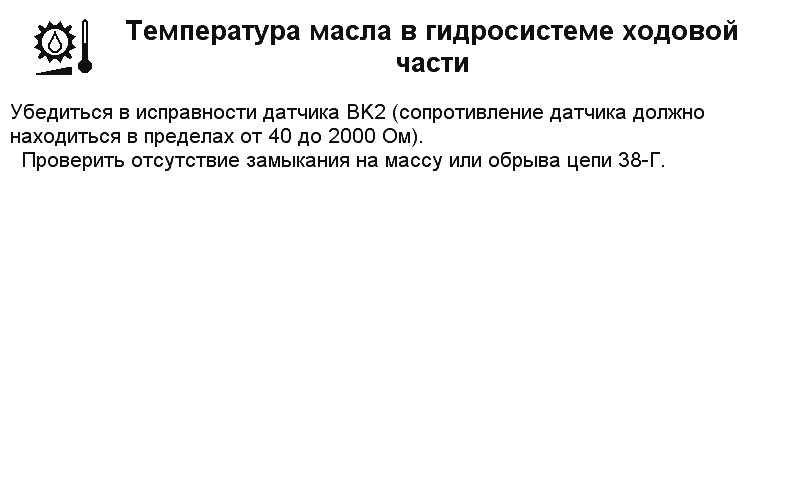 Температура масла в гидросистеме ходовой
части
Убедиться в исправности датчика ВК2 (сопротивление датчика должно
находиться в пределах от 40 до 2000 Ом).
Проверить отсутствие замыкания на массу или обрыва цепи 38-Г.